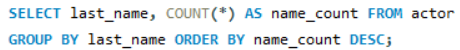 SELECT last_name, COUNT(*) AS name_count FROM actor
GROUP BY last_name ORDER BY name_count DESC;